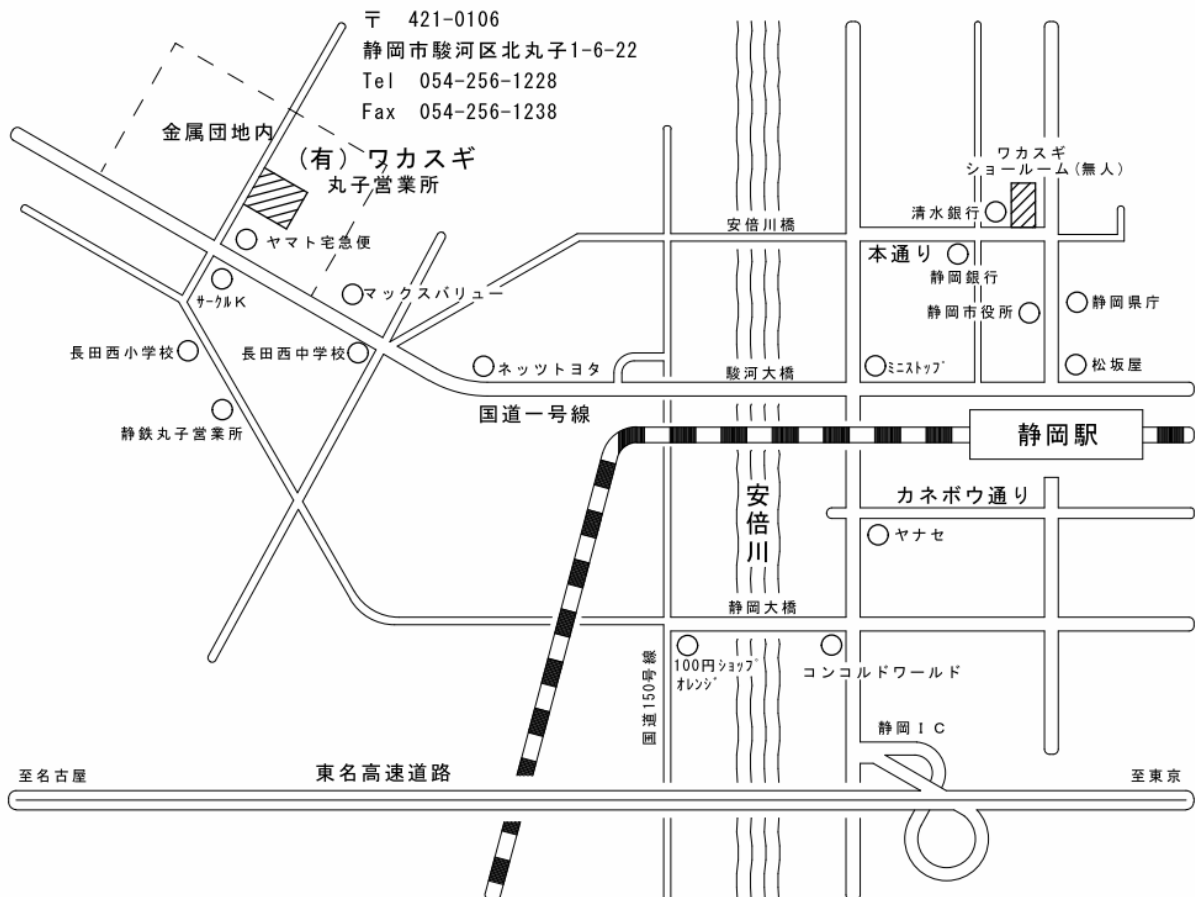 〒 421-0106
静岡市駿河区北丸子1-6-22
Tel 054-256-1228
Fax 054-256-1238
金属団地内
(有) ワカスギ
丸子営業所
ワカスギ
ショールーム(無人)
清水銀行
安倍川橋
本通り
静岡銀行
ヤマト宅急便
サークルK
マックスバリュー
静岡市役所
静岡県庁
長田西小学校
長田西中学校
ネッツトヨタ
駿河大橋
ミニストップ
松坂屋
国道一号線
静鉄丸子営業所
静岡駅
安倍川
カネボウ通り
ヤナセ
静岡大橋
100円ショップ
オレンジ
コンコルドワールド
国道150号線
静岡IC
至名古屋
東名高速道路
至東京